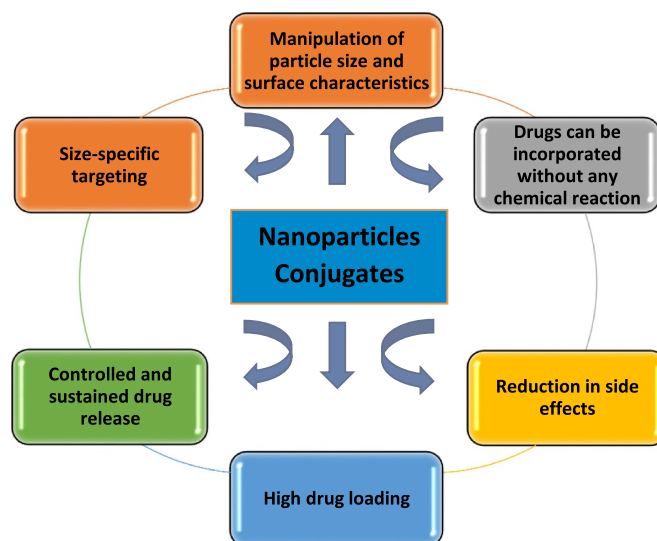 Manipulation of
particle size and
surface characteristics
Size-specific
targeting
Drugs can be
incorporated
without any
chemical reaction
Nanoparticles
Conjugates
Controlled and
sustained drug
release
Reduction in side
effects
High drug loading